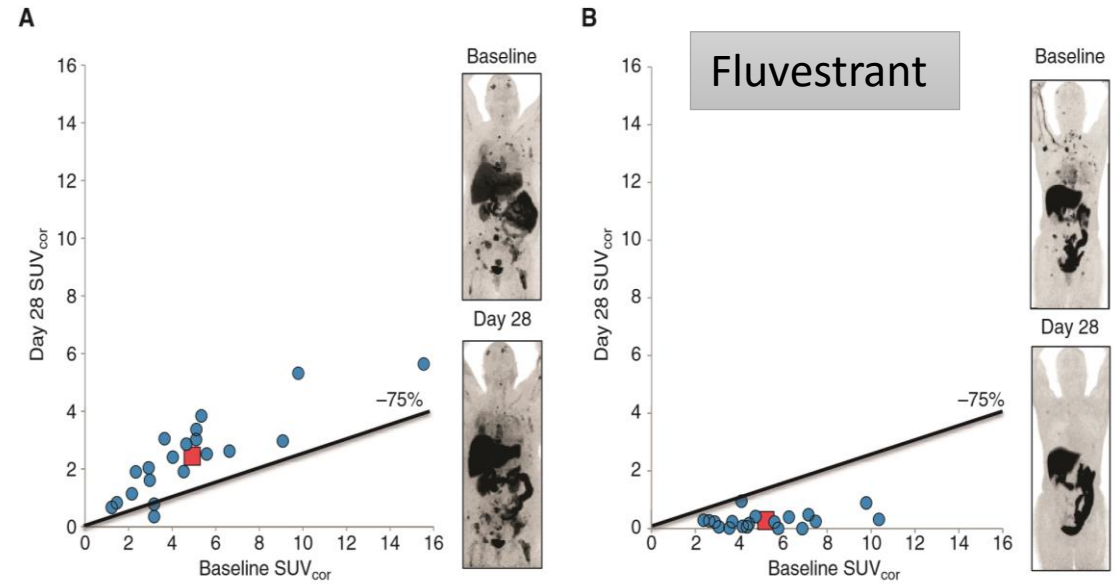 A
Baseline
16
14
12
10
8
6
4
2
0
Day 28 SUVcor
−75%
0 2 4 6 8 10 12 14 16
Baseline SUVcor
Day 28
B
Fluvestrant
Baseline
16
14
12
10
8
6
4
2
0
Day 28 SUVcor
−75%
0 2 4 6 8 10 12 14 16
Baseline SUVcor
Day 28